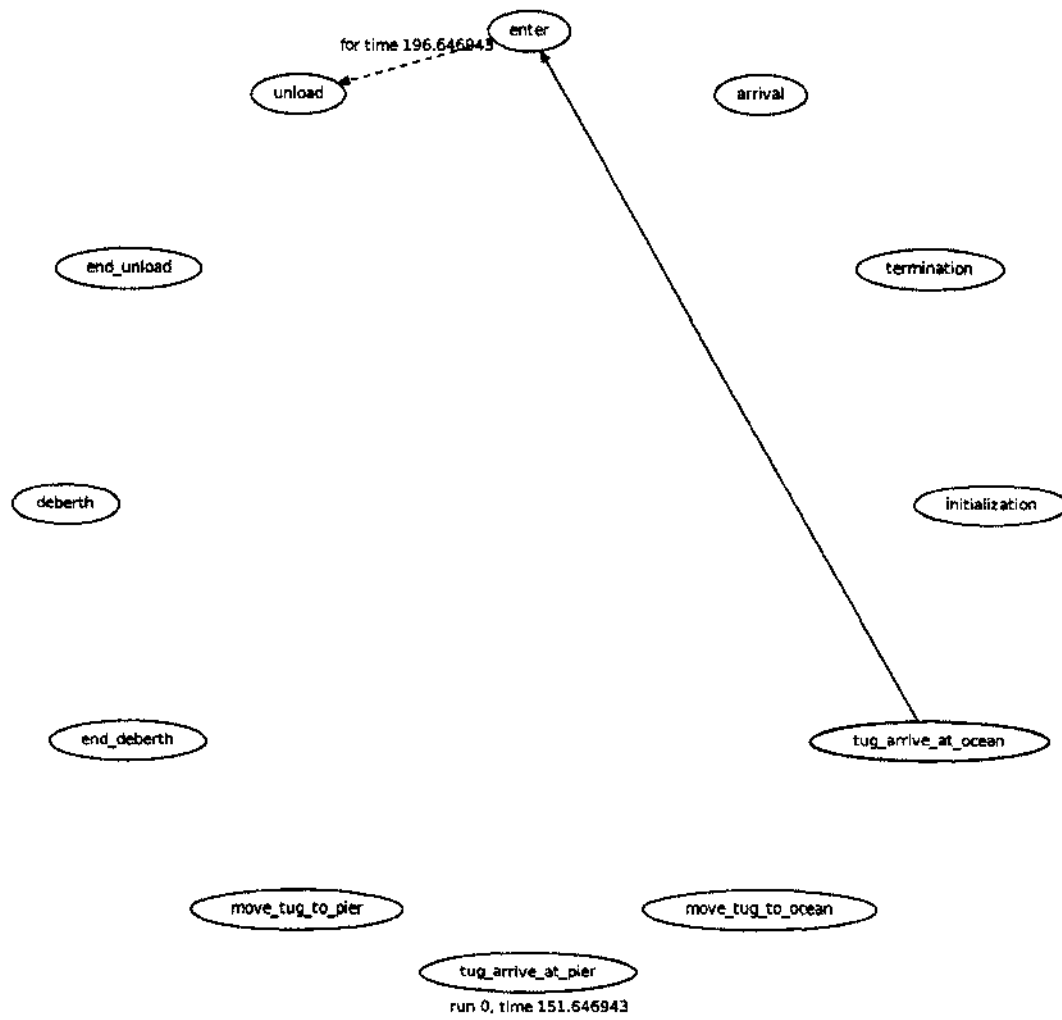 enter
for time 196.646943
unload
arrival
end_unload
termination
deberth
initialization
end_deberth
tug_arrive_at_ocean
move_tug_to_pier
move_tug_to_ocean
tug_arrive_at_pier
run 0, time 151.646943